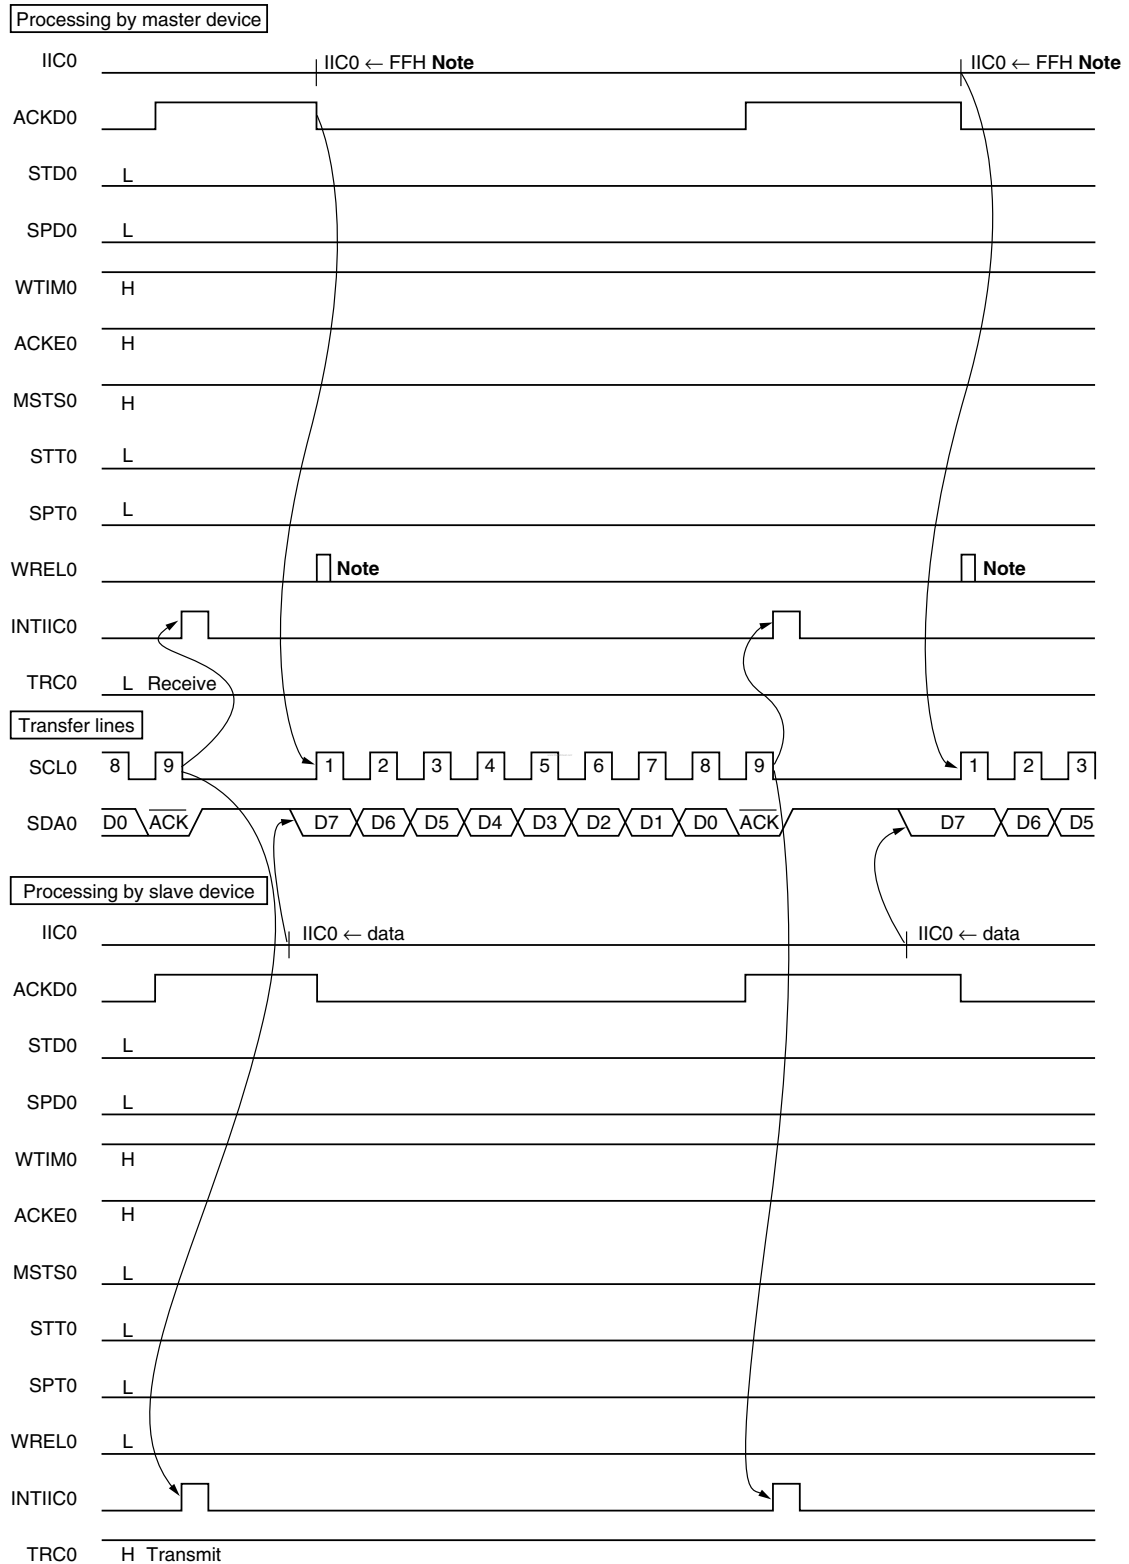 Processing by master device
IIC0 IIC0 ← FFH Note IIC0 ← FFH Note
ACKD0
STD0 L
SPD0 L
WTIM0 H
ACKE0 H
MSTS0 H
STT0 L
SPT0 L
WREL0 Note Note
INTIIC0
TRC0 L Receive
Transfer lines
SCL0 8 9 1 2 3 4 5 6 7 8 9 1 2 3
SDA0 D0 ACK D7 D6 D5 D4 D3 D2 D1 D0 ACK D7 D6 D5
Processing by slave device
IIC0 IIC0 ← data IIC0 ← data
ACKD0
STD0 L
SPD0 L
WTIM0 H
ACKE0 H
MSTS0 L
STT0 L
SPT0 L
WREL0 L
INTIIC0
TRC0 H Transmit